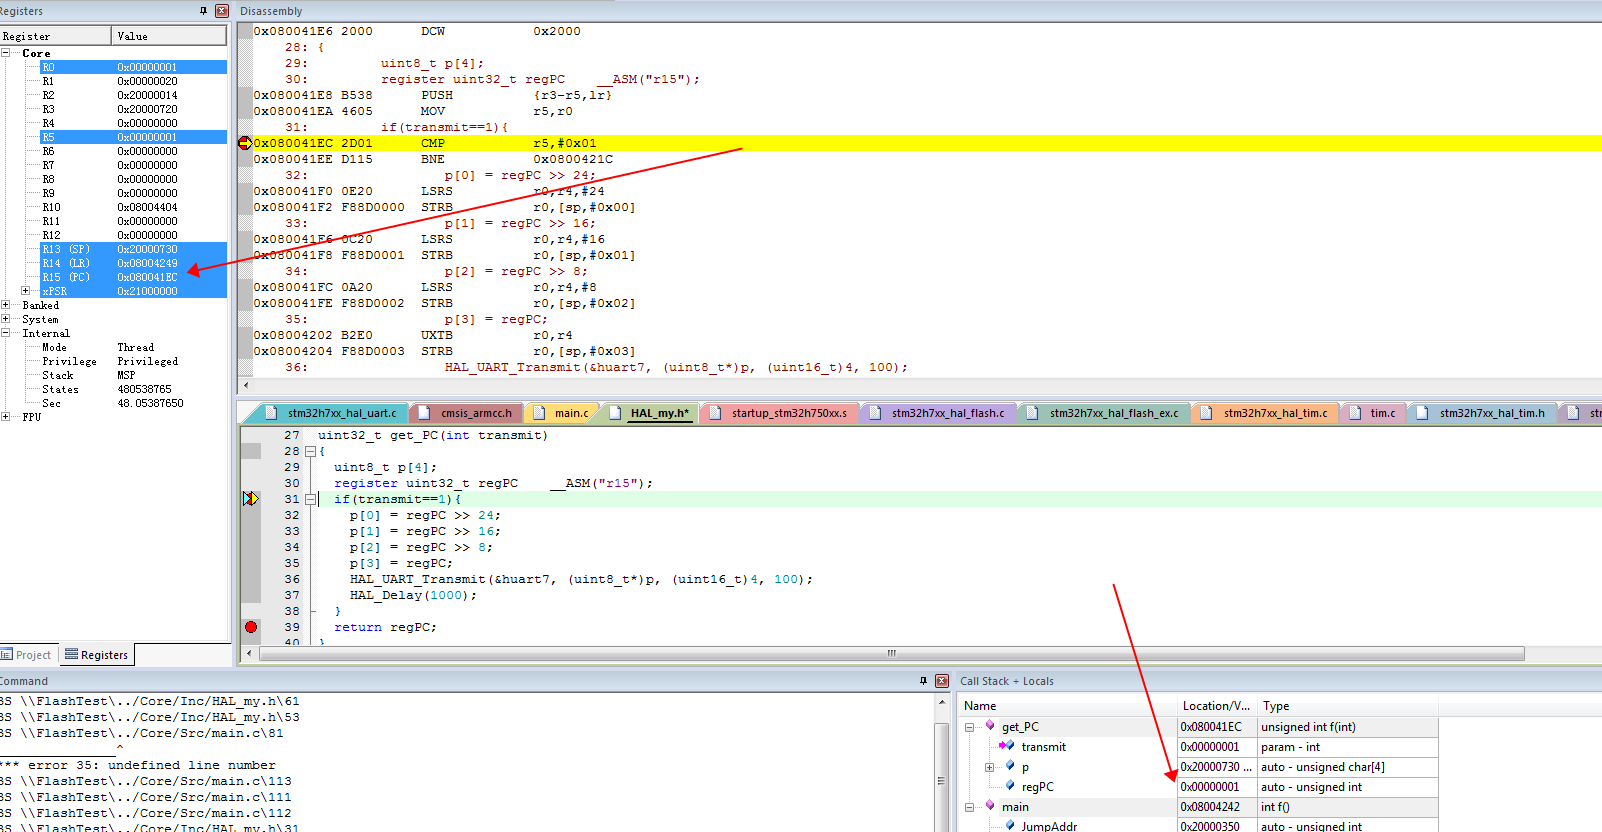 Registers
Disassembly
Register Value
Core
R0 0x00000001
R1 0x00000020
R2 0x20000014
R3 0x20000720
R4 0x00000000
R5 0x00000001
R6 0x00000000
R7 0x00000000
R8 0x00000000
R9 0x00000000
R10 0x08004404
R11 0x00000000
R12 0x00000000
R13 (SP) 0x20000730
R14 (LR) 0x08004249
R15 (PC) 0x080041EC
xPSR 0x21000000
Banked
System
Internal
Mode Thread
Privilege Privileged
Stack MSP
States 480538765
Sec 48.05387650
FPU
Project Registers
0x080041E6 2000 DCW 0x2000
28: {
29: uint8_t p[4];
30: register uint32_t regPC __ASM("r15");
0x080041E8 B538 PUSH {r3-r5,lr}
0x080041EA 4605 MOV r5,r0
31: if(transmit==1){
0x080041EC 2D01 CMP r5,#0x01
0x080041EE D115 BNE 0x0800421C
32: p[0] = regPC >> 24;
0x080041F0 0E20 LSRS r0,r4,#24
0x080041F2 F88D0000 STRB r0,[sp,#0x00]
33: p[1] = regPC >> 16;
0x080041F6 0C20 LSRS r0,r4,#16
0x080041F8 F88D0001 STRB r0,[sp,#0x01]
34: p[2] = regPC >> 8;
0x080041FC 0A20 LSRS r0,r4,#8
0x080041FE F88D0002 STRB r0,[sp,#0x02]
35: p[3] = regPC;
0x08004202 B2E0 UXTB r0,r4
0x08004204 F88D0003 STRB r0,[sp,#0x03]
36: HAL_UART_Transmit(&huart7, (uint8_t*)p, (uint16_t)4, 100);
stm32h7xx_hal_uart.c cmsis_armcc.h main.c HAL_my.h* startup_stm32h750xx.s stm32h7xx_hal_flash.c stm32h7xx_hal_flash_ex.c stm32h7xx_hal_tim.c tim.c stm32h7xx_hal_tim.h
27 uint32_t get_PC(int transmit)
28 {
29 uint8_t p[4];
30 register uint32_t regPC __ASM("r15");
31 if(transmit==1){
32 p[0] = regPC >> 24;
33 p[1] = regPC >> 16;
34 p[2] = regPC >> 8;
35 p[3] = regPC;
36 HAL_UART_Transmit(&huart7, (uint8_t*)p, (uint16_t)4, 100);
37 HAL_Delay(1000);
38 }
39 return regPC;
40 }
Command
BS \\FlashTest\../Core/Inc/HAL_my.h\61
BS \\FlashTest\../Core/Inc/HAL_my.h\53
BS \\FlashTest\../Core/Src/main.c\81
^
*** error 35: undefined line number
BS \\FlashTest\../Core/Src/main.c\113
BS \\FlashTest\../Core/Src/main.c\111
BS \\FlashTest\../Core/Src/main.c\112
BS \\FlashTest\../Core/Inc/HAL_my.h\31
Call Stack + Locals
Name Location/V... Type
get_PC 0x080041EC unsigned int f(int)
transmit 0x00000001 param - int
p 0x20000730 ... auto - unsigned char[4]
regPC 0x00000001 auto - unsigned int
main 0x08004242 int f()
JumpAddr 0x20000350 auto - unsigned int